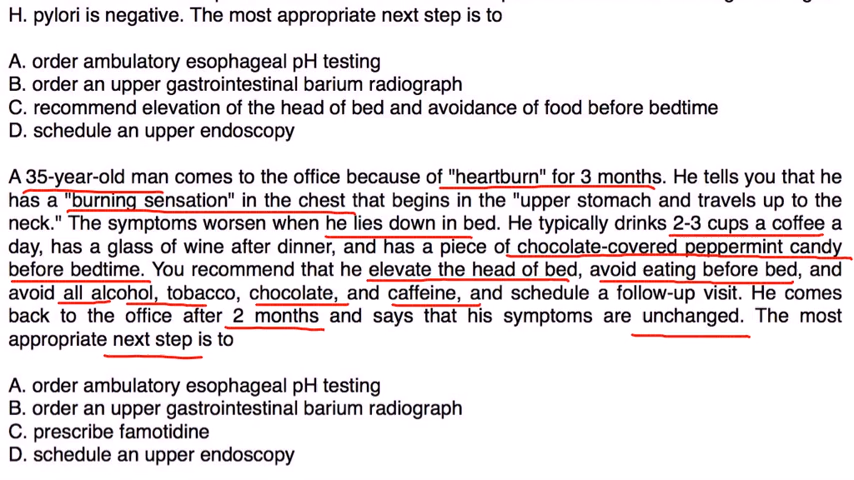 H. pylori is negative. The most appropriate next step is to
A. order ambulatory esophageal pH testing
B. order an upper gastrointestinal barium radiograph
C. recommend elevation of the head of bed and avoidance of food before bedtime
D. schedule an upper endoscopy
A 35-year-old man comes to the office because of "heartburn" for 3 months. He tells you that he
has a "burning sensation" in the chest that begins in the "upper stomach and travels up to the
neck." The symptoms worsen when he lies down in bed. He typically drinks 2-3 cups a coffee a
day, has a glass of wine after dinner, and has a piece of chocolate-covered peppermint candy
before bedtime. You recommend that he elevate the head of bed, avoid eating before bed, and
avoid all alcohol, tobacco, chocolate, and caffeine, and schedule a follow-up visit. He comes
back to the office after 2 months and says that his symptoms are unchanged. The most
appropriate next step is to
A. order ambulatory esophageal pH testing
B. order an upper gastrointestinal barium radiograph
C. prescribe famotidine
D. schedule an upper endoscopy